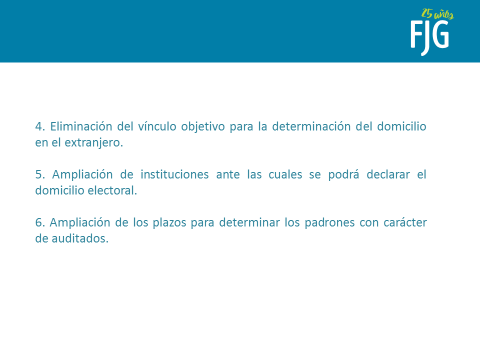 25 años
FJG
4. Eliminación del vínculo objetivo para la determinación del domicilio
en el extranjero.
5. Ampliación de instituciones ante las cuales se podrá declarar el
domicilio electoral.
6. Ampliación de los plazos para determinar los padrones con carácter
de auditados.